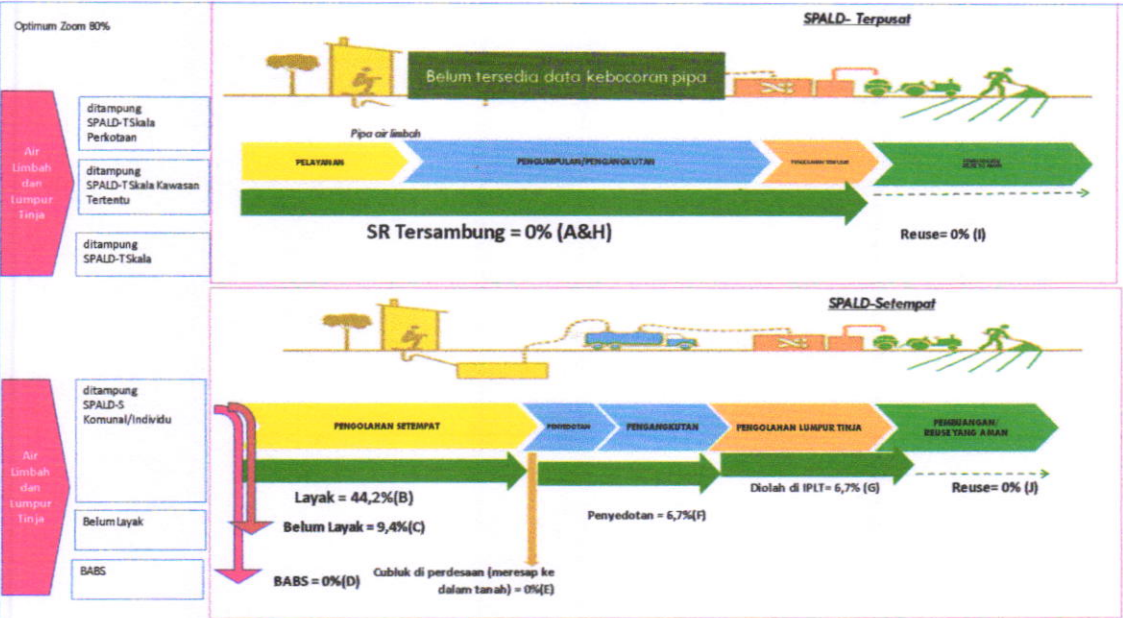 Optimum Zoom 80%
SPALD- Terpusat
Belum tersedia data kebocoran pipa
Air
Limbah
dan
Lumpur
Tinja
ditampung
SPALD-TSkala
Perkotaan
ditampung
SPALD-TSkala Kawasan
Tertentu
ditampung
SPALD-TSkala
Pipa air limbah
PELAYANAN
PENGUMPULAN/PENGANGKUTAN
SR Tersambung = 0% (A&H)
Reuse= 0% (I)
SPALD-Setempat
Air
Limbah
dan
Lumpur
Tinja
ditampung
SPALD-S
Komunal/Individu
Belum Layak
BABS
PENGOLAHAN SETEMPAT
PENYEDOTAN
PENGANGKUTAN
PENGOLAHAN LUMPUR TINJA
PEMBUANGAN/
REUSE YANG AMAN
Layak = 44,2%(B)
Belum Layak = 9,4%(C)
BABS = 0%(D)
Cubluk di perdesaan (meresap ke
dalam tanah) = 0%(E)
Penyedotan = 6,7%(F)
Diolah di IPLT= 6,7% (G)
Reuse= 0% (J)